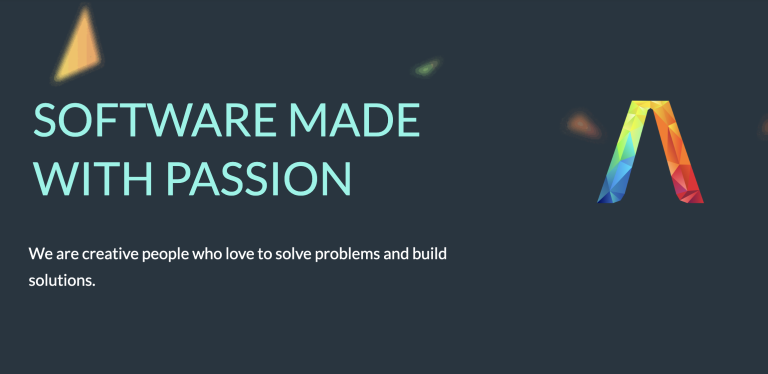 SOFTWARE MADE
WITH PASSION
We are creative people who love to solve problems and build
solutions.